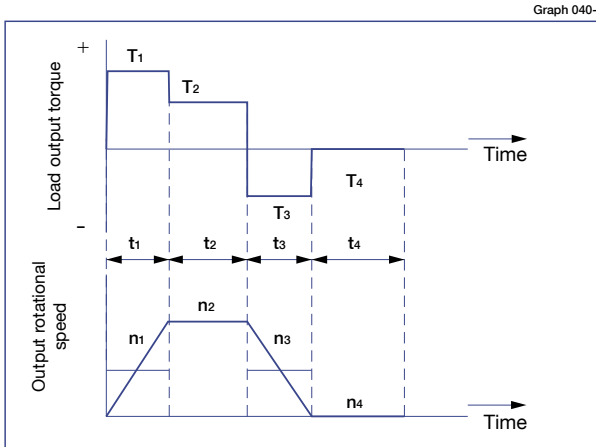 Graph 040-
+
Load output torque
-
T1
T2
T3
T4
Time
t1
t2
t3
t4
Output rotational
speed
n1
n2
n3
n4
Time